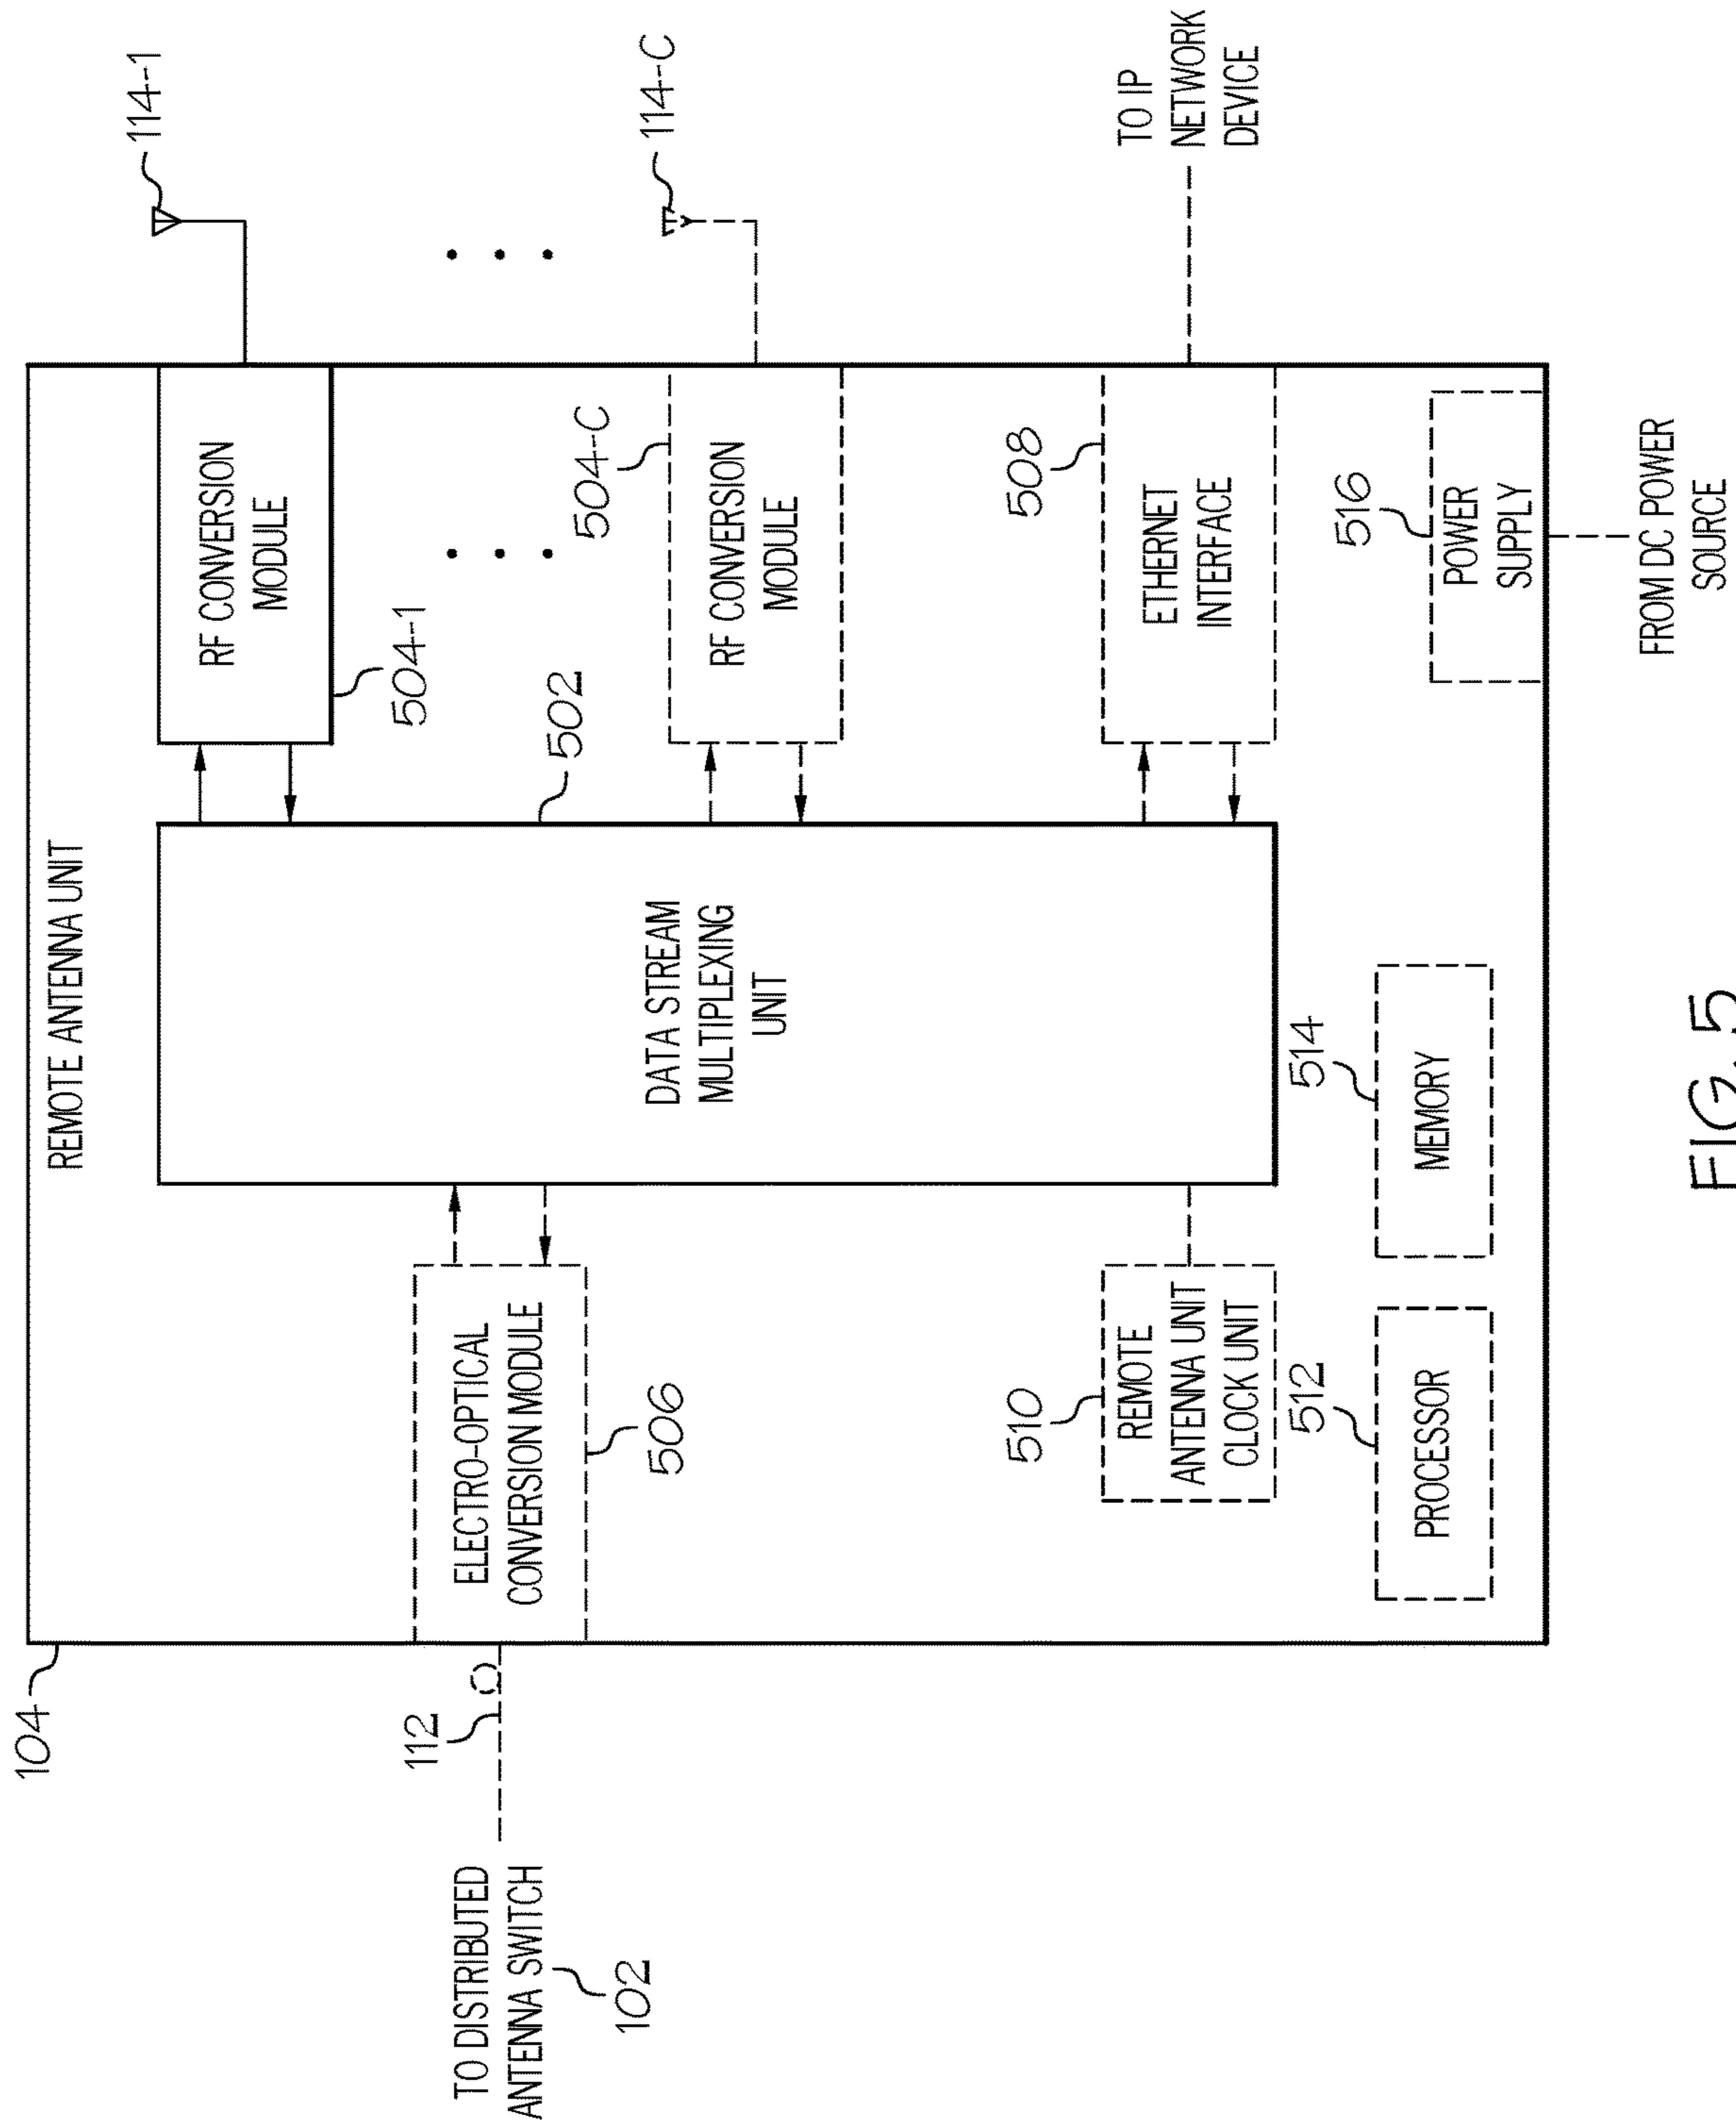 104
REMOTE ANTENNA UNIT
114-1
RF CONVERSION
MODULE
504-1
114-C
504-C
RF CONVERSION
MODULE
502
DATA STREAM
MULTIPLEXING
UNIT
TO DISTRIBUTED
ANTENNA SWITCH
102
112
ELECTRO-OPTICAL
CONVERSION MODULE
506
508
ETHERNET
INTERFACE
TO IP
NETWORK
DEVICE
510
REMOTE
ANTENNA UNIT
CLOCK UNIT
512
PROCESSOR
514
MEMORY
516
POWER
SUPPLY
FROM DC POWER
SOURCE
FIG. 5